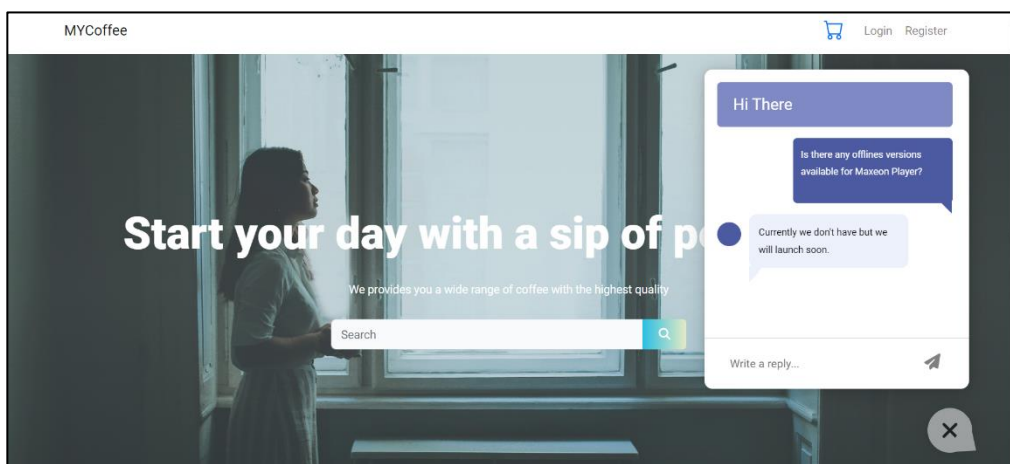 MYCoffee
Login Register
Hi There
Is there any offlines versions
available for Maxeon Player?
Start your day with a sip of
Currently we don't have but we
will launch soon.
We provides you a wide range of coffee with the highest quality
Search
Write a reply...